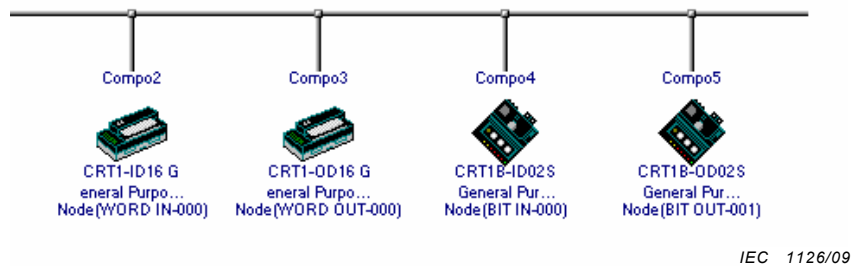 Compo2 Compo3 Compo4 Compo5
CRT1-ID16 G CRT1-OD16 G CRT1B-ID02S CRT1B-OD02S
eneral Purpo... eneral Purpo... General Pur... General Pur...
Node(WORD IN-000) Node(WORD OUT-000) Node(BIT IN-000) Node(BIT OUT-001)
IEC 1126/09